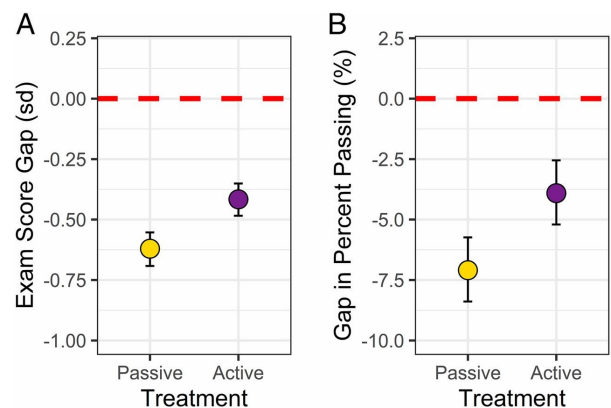 A
Exam Score Gap (sd)
0.25
0.00
-0.25
-0.50
-0.75
-1.00
Passive Active
Treatment
B
Gap in Percent Passing (%)
2.5
0.0
-2.5
-5.0
-7.5
-10.0
Passive Active
Treatment